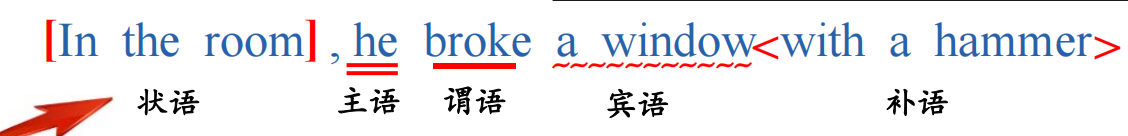 [In the room] , he broke a window<with a hammer>
状语 主语 谓语 宾语 补语